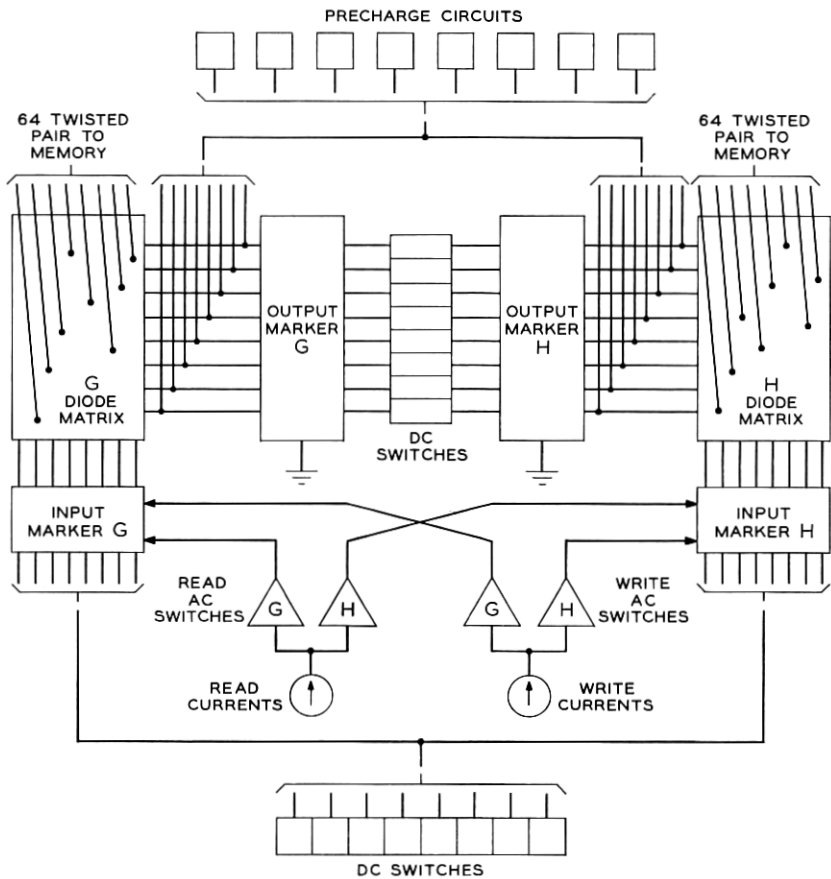 PRECHARGE CIRCUITS
64 TWISTED
PAIR TO
MEMORY
64 TWISTED
PAIR TO
MEMORY
G
DIODE
MATRIX
OUTPUT
MARKER
G
DC
SWITCHES
OUTPUT
MARKER
H
H
DIODE
MATRIX
INPUT
MARKER G
INPUT
MARKER H
READ
AC
SWITCHES
G
H
G
H
WRITE
AC
SWITCHES
READ
CURRENTS
WRITE
CURRENTS
DC SWITCHES